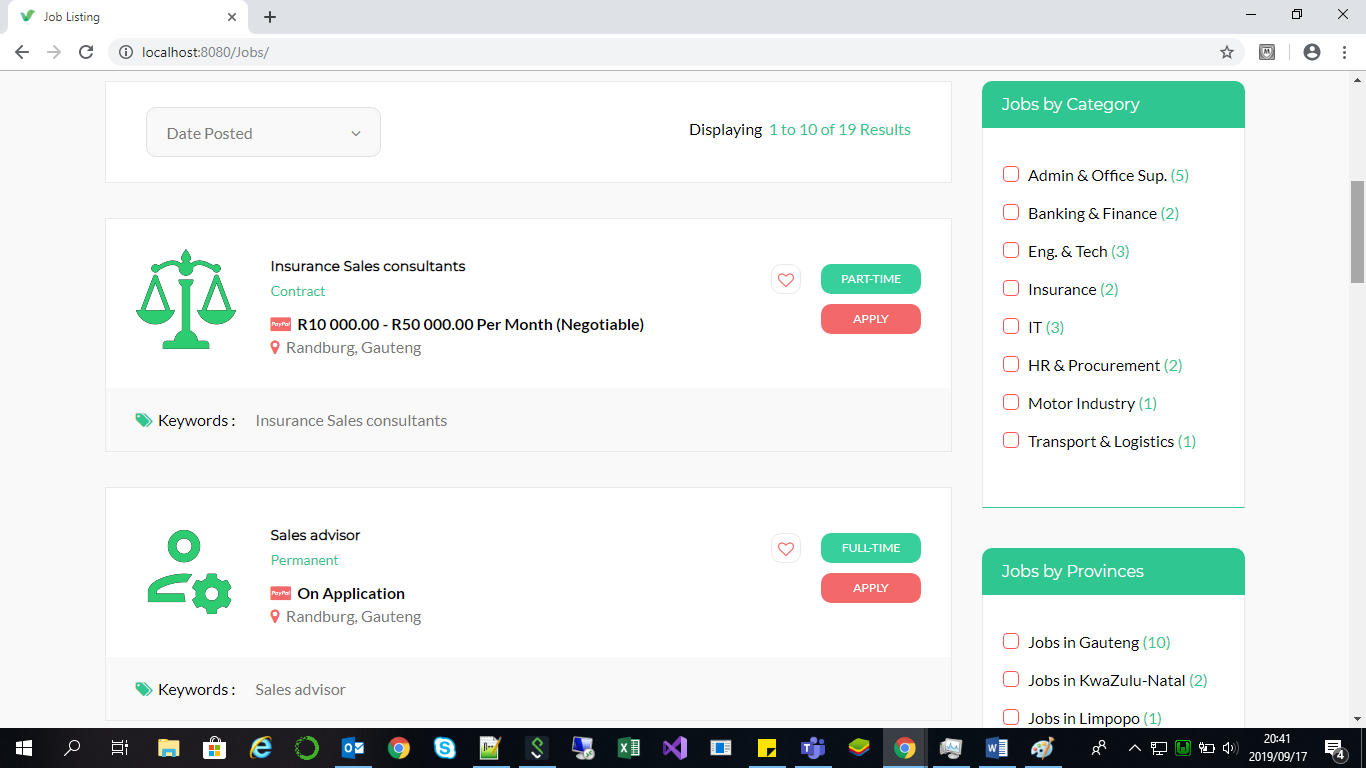 Job Listing
localhost:8080/Jobs/
Date Posted
Displaying 1 to 10 of 19 Results
Insurance Sales consultants
Contract
PayPal R10 000.00 - R50 000.00 Per Month (Negotiable)
Randburg, Gauteng
PART-TIME
APPLY
Keywords : Insurance Sales consultants
Sales advisor
Permanent
PayPal On Application
Randburg, Gauteng
FULL-TIME
APPLY
Keywords : Sales advisor
Jobs by Category
Admin & Office Sup. (5)
Banking & Finance (2)
Eng. & Tech (3)
Insurance (2)
IT (3)
HR & Procurement (2)
Motor Industry (1)
Transport & Logistics (1)
Jobs by Provinces
Jobs in Gauteng (10)
Jobs in KwaZulu-Natal (2)
Jobs in Limpopo (1)
20:41
2019/09/17
4